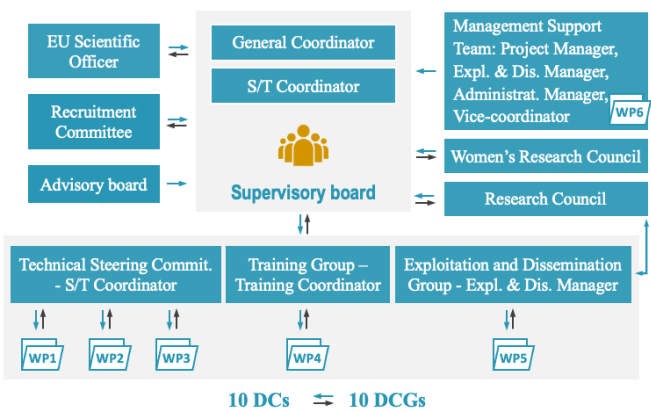 EU Scientific
Officer
Recruitment
Committee
Advisory board
General Coordinator
S/T Coordinator
Supervisory board
Management Support
Team: Project Manager,
Expl. & Dis. Manager,
Administrat. Manager,
Vice-coordinator
WP6
Women's Research Council
Research Council
Technical Steering Commit.
- S/T Coordinator
Training Group –
Training Coordinator
Exploitation and Dissemination
Group - Expl. & Dis. Manager
WP1
WP2
WP3
WP4
WP5
10 DCs
10 DCGs